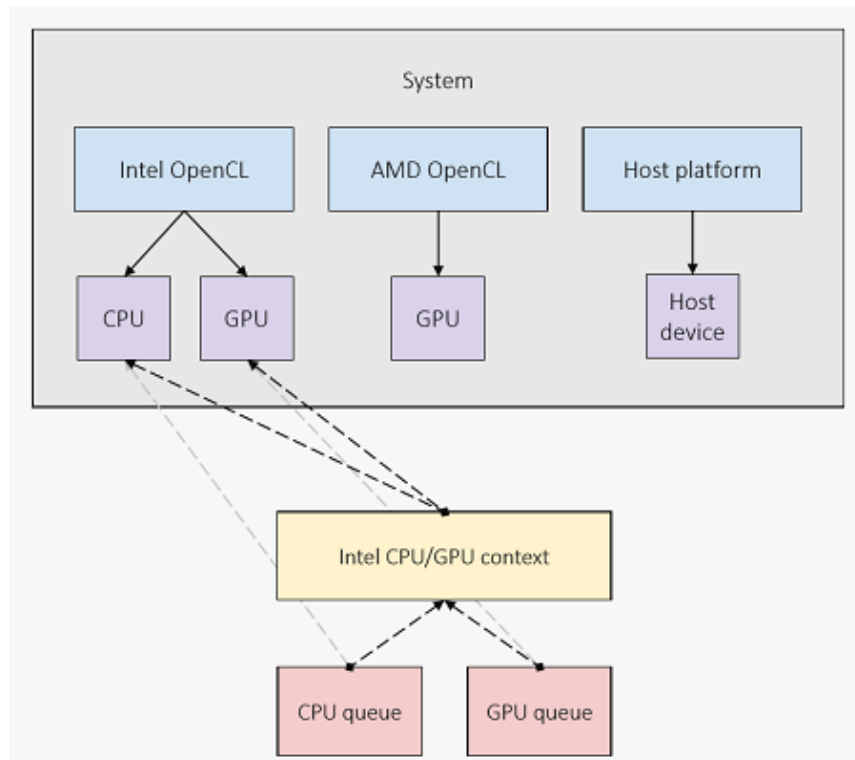 System
Intel OpenCL
AMD OpenCL
Host platform
CPU
GPU
GPU
Host
device
Intel CPU/GPU context
CPU queue
GPU queue